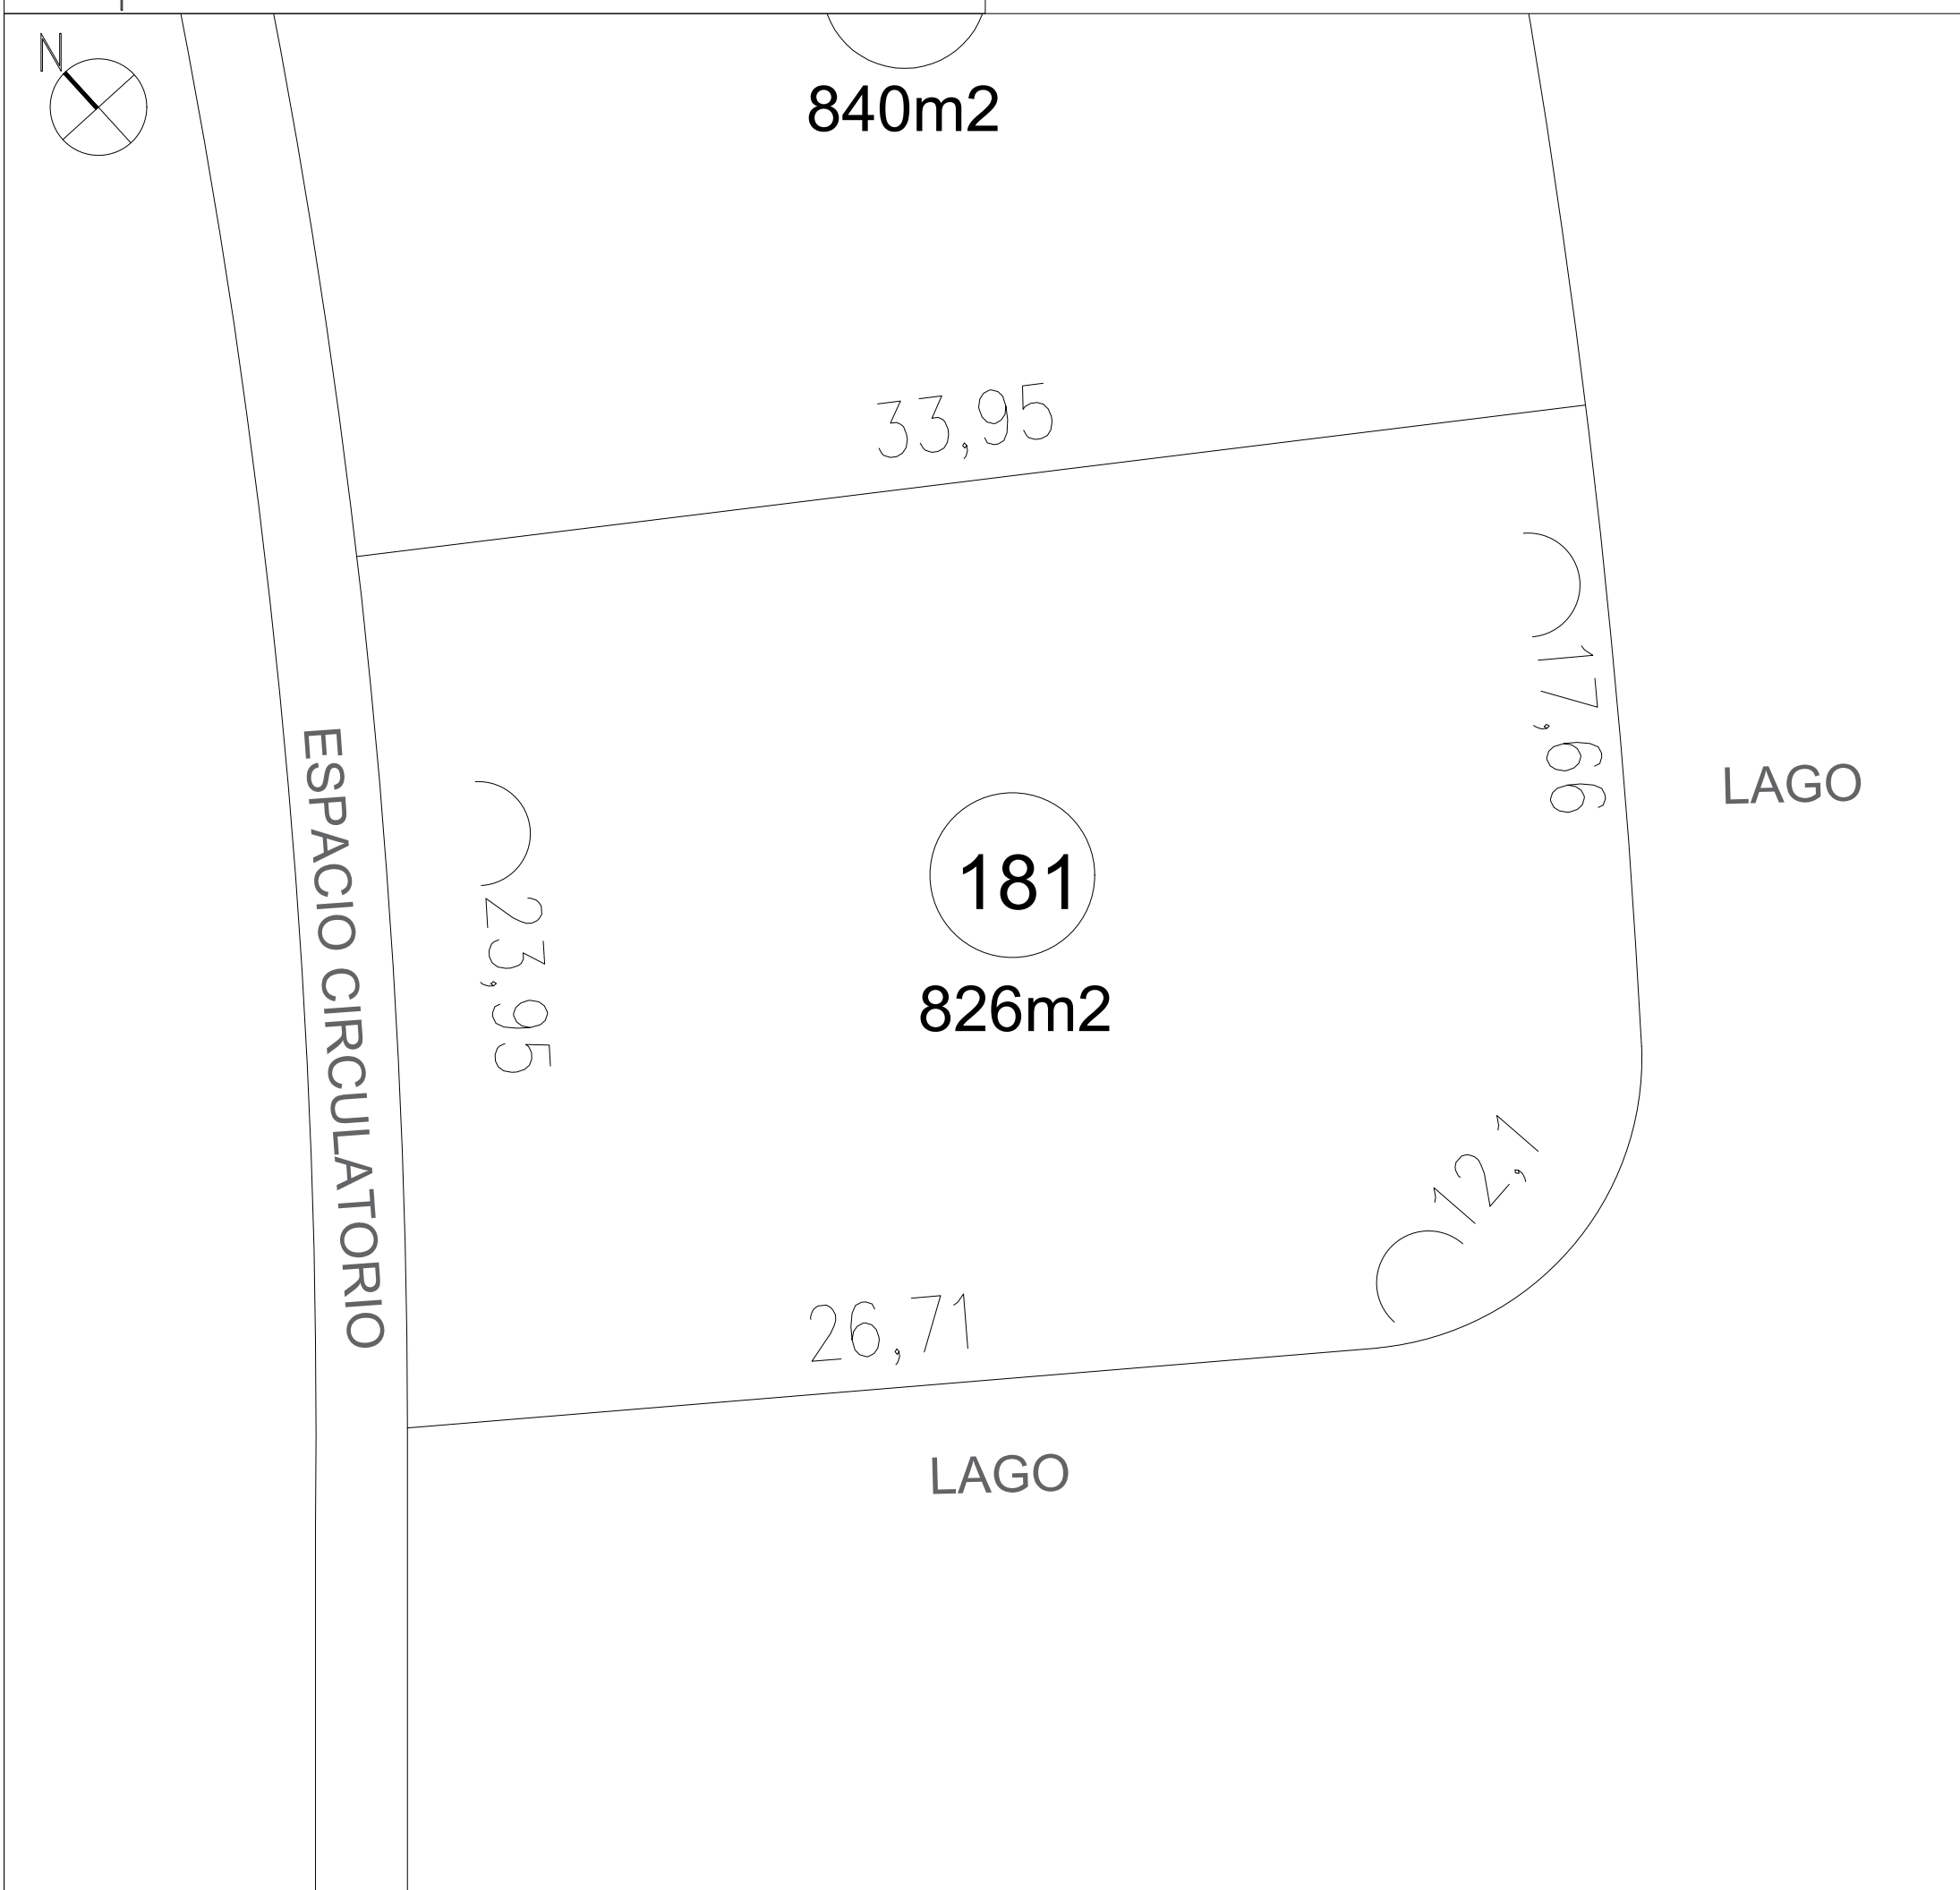 N
840m2
33,95
17,66
LAGO
ESPACIO CIRCULATORIO
23,95
181
826m2
12,1
26,71
LAGO